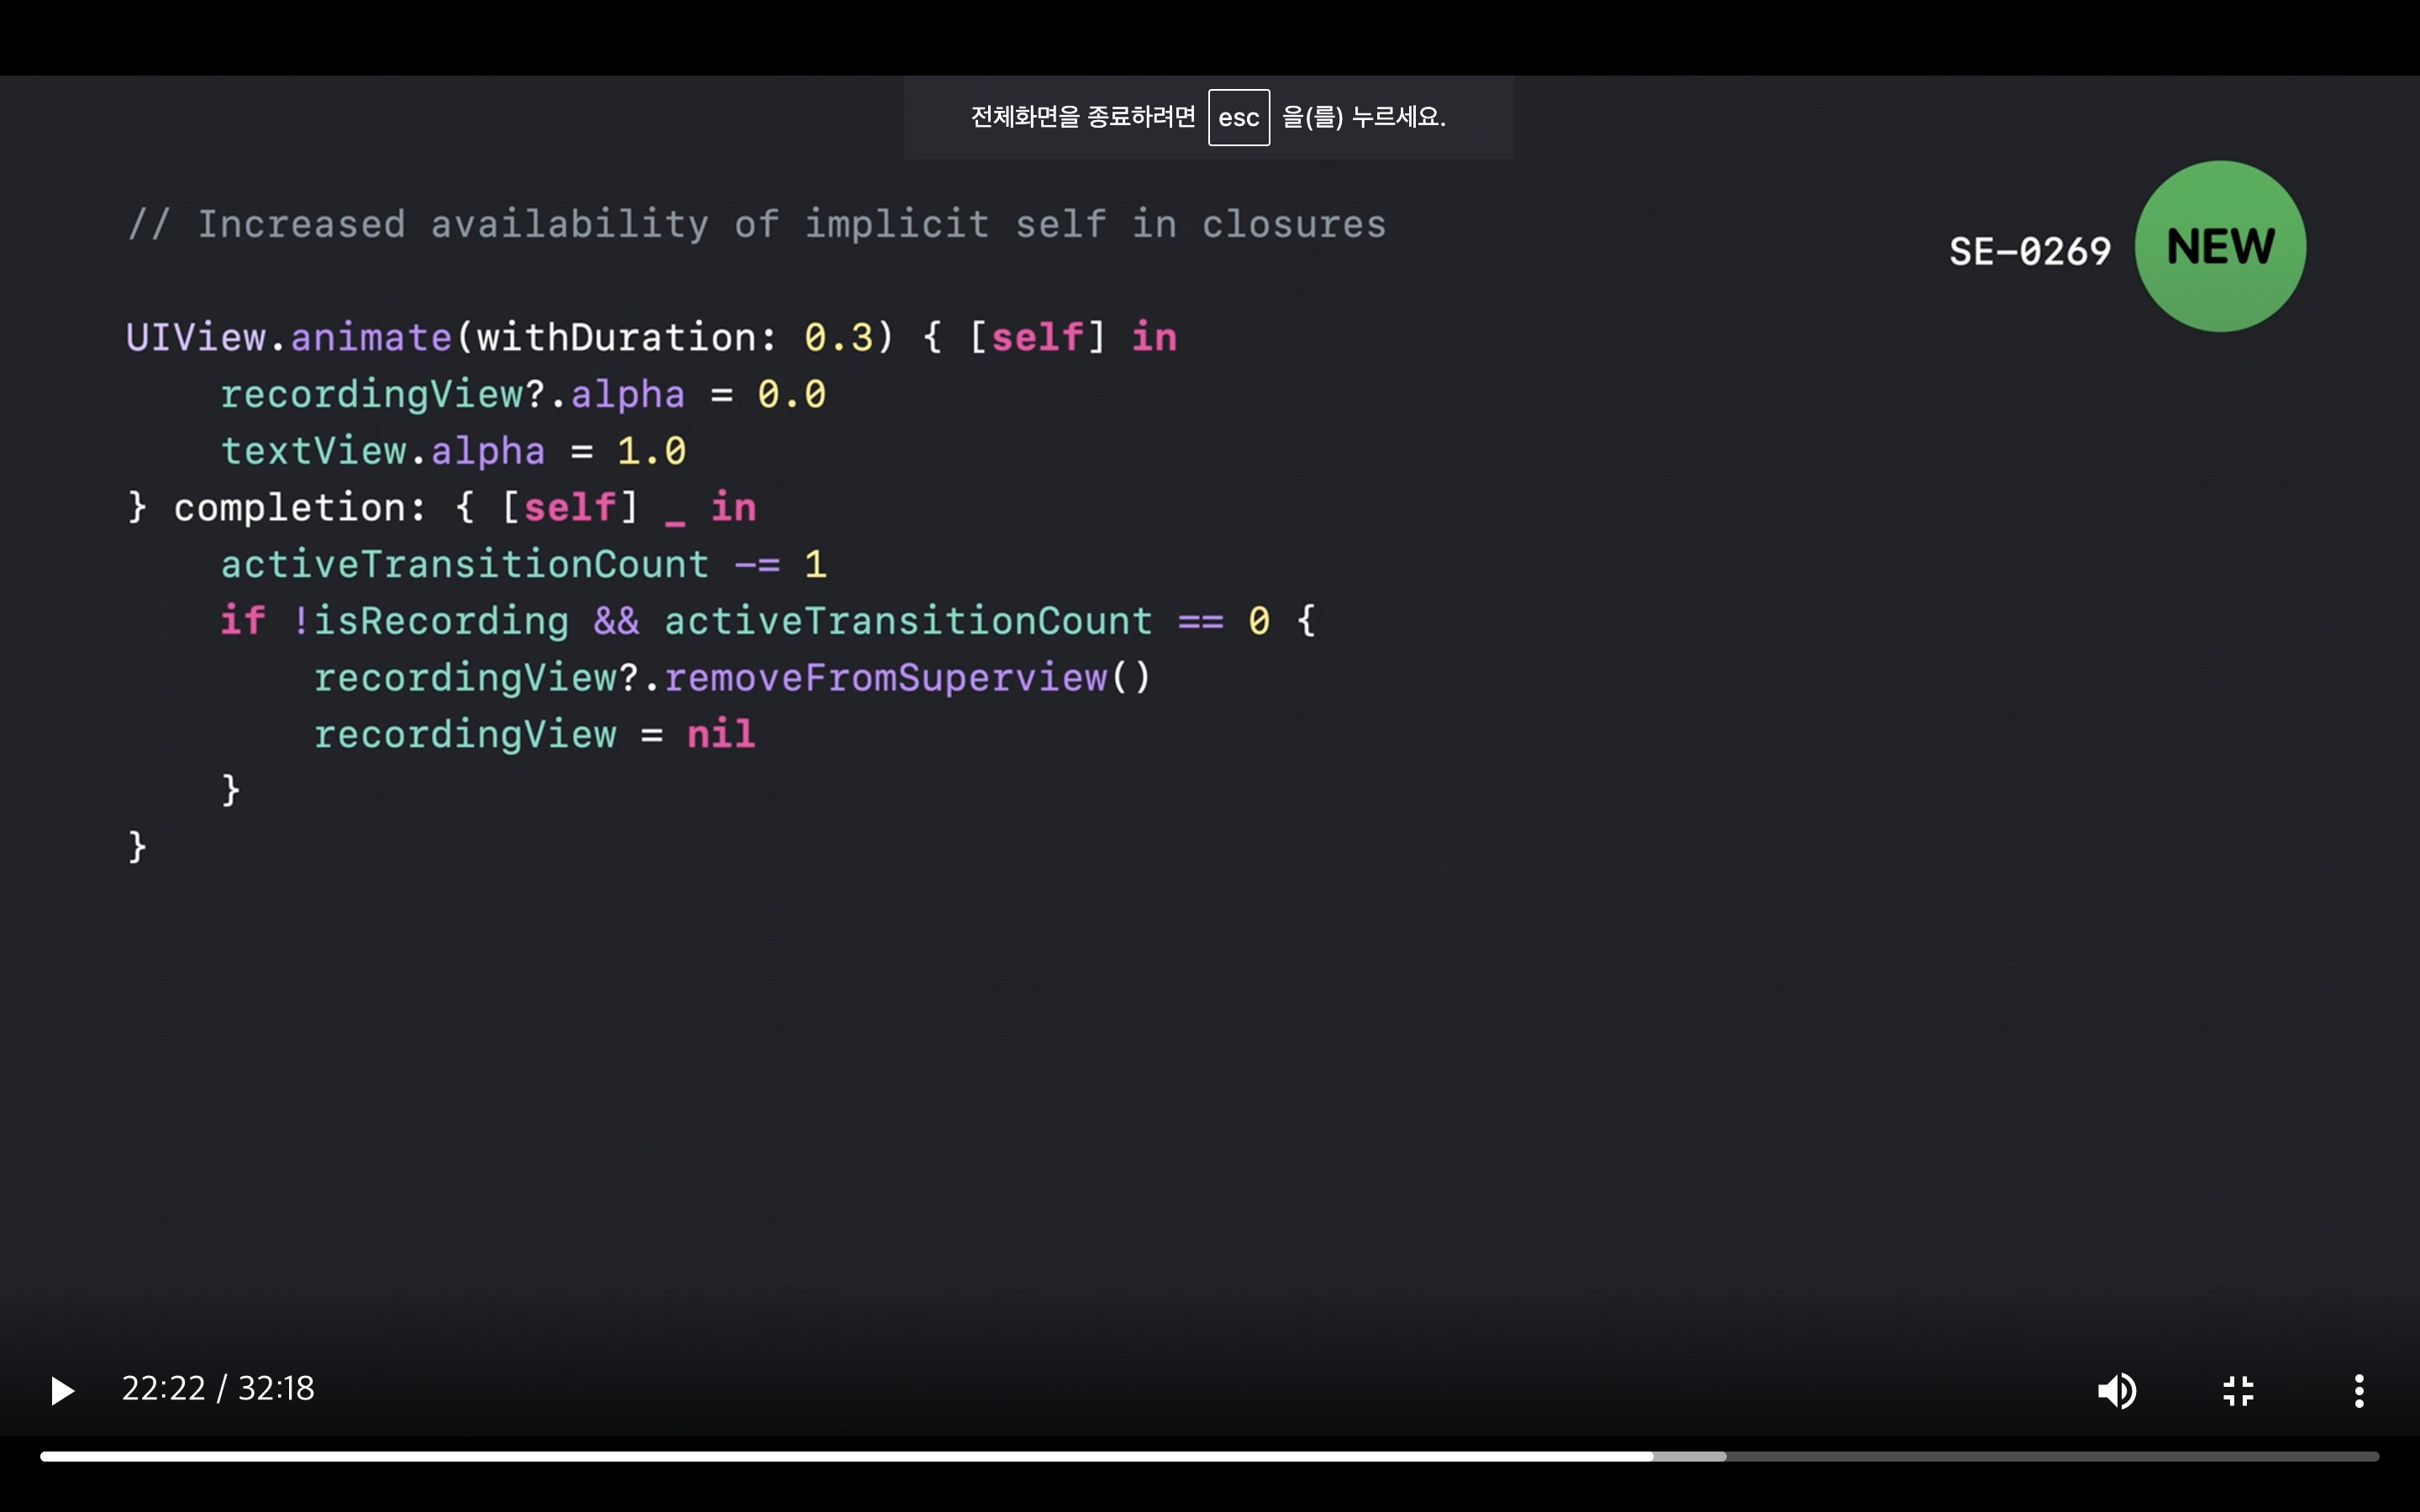 전체화면을 종료하려면 esc 을(를) 누르세요.
// Increased availability of implicit self in closures
SE-0269 NEW
UIView.animate(withDuration: 0.3) { [self] in
    recordingView?.alpha = 0.0
    textView.alpha = 1.0
} completion: { [self] _ in
    activeTransitionCount -= 1
    if !isRecording && activeTransitionCount == 0 {
        recordingView?.removeFromSuperview()
        recordingView = nil
    }
}
22:22 / 32:18